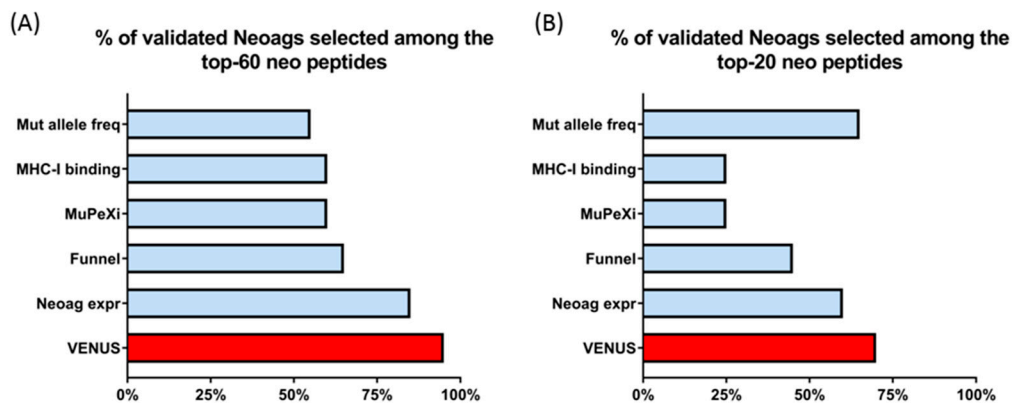 (A)
% of validated Neoags selected among the
top-60 neo peptides
Mut allele freq
MHC-I binding
MuPeXi
Funnel
Neoag expr
VENUS
0% 25% 50% 75% 100%
(B)
% of validated Neoags selected among the
top-20 neo peptides
Mut allele freq
MHC-I binding
MuPeXi
Funnel
Neoag expr
VENUS
0% 25% 50% 75% 100%